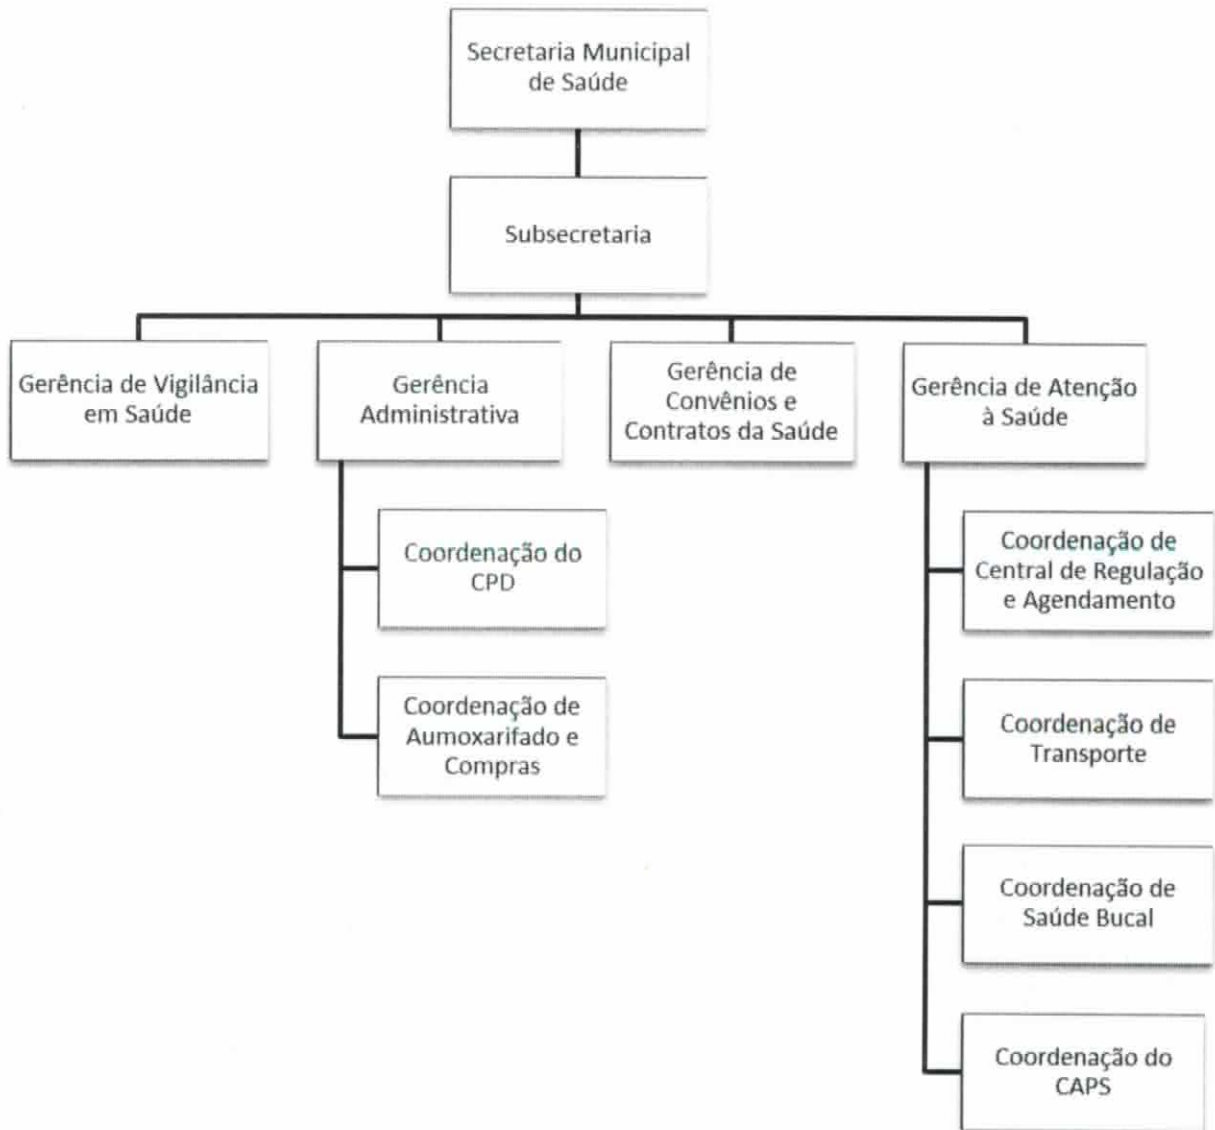 Secretaria Municipal
de Saúde
Subsecretaria
Gerência de Vigilância
em Saúde
Gerência
Administrativa
Gerência de
Convênios e
Contratos da Saúde
Gerência de Atenção
à Saúde
Coordenação do
CPD
Coordenação de
Aumoxarifado e
Compras
Coordenação de
Central de Regulação
e Agendamento
Coordenação de
Transporte
Coordenação de
Saúde Bucal
Coordenação do
CAPS